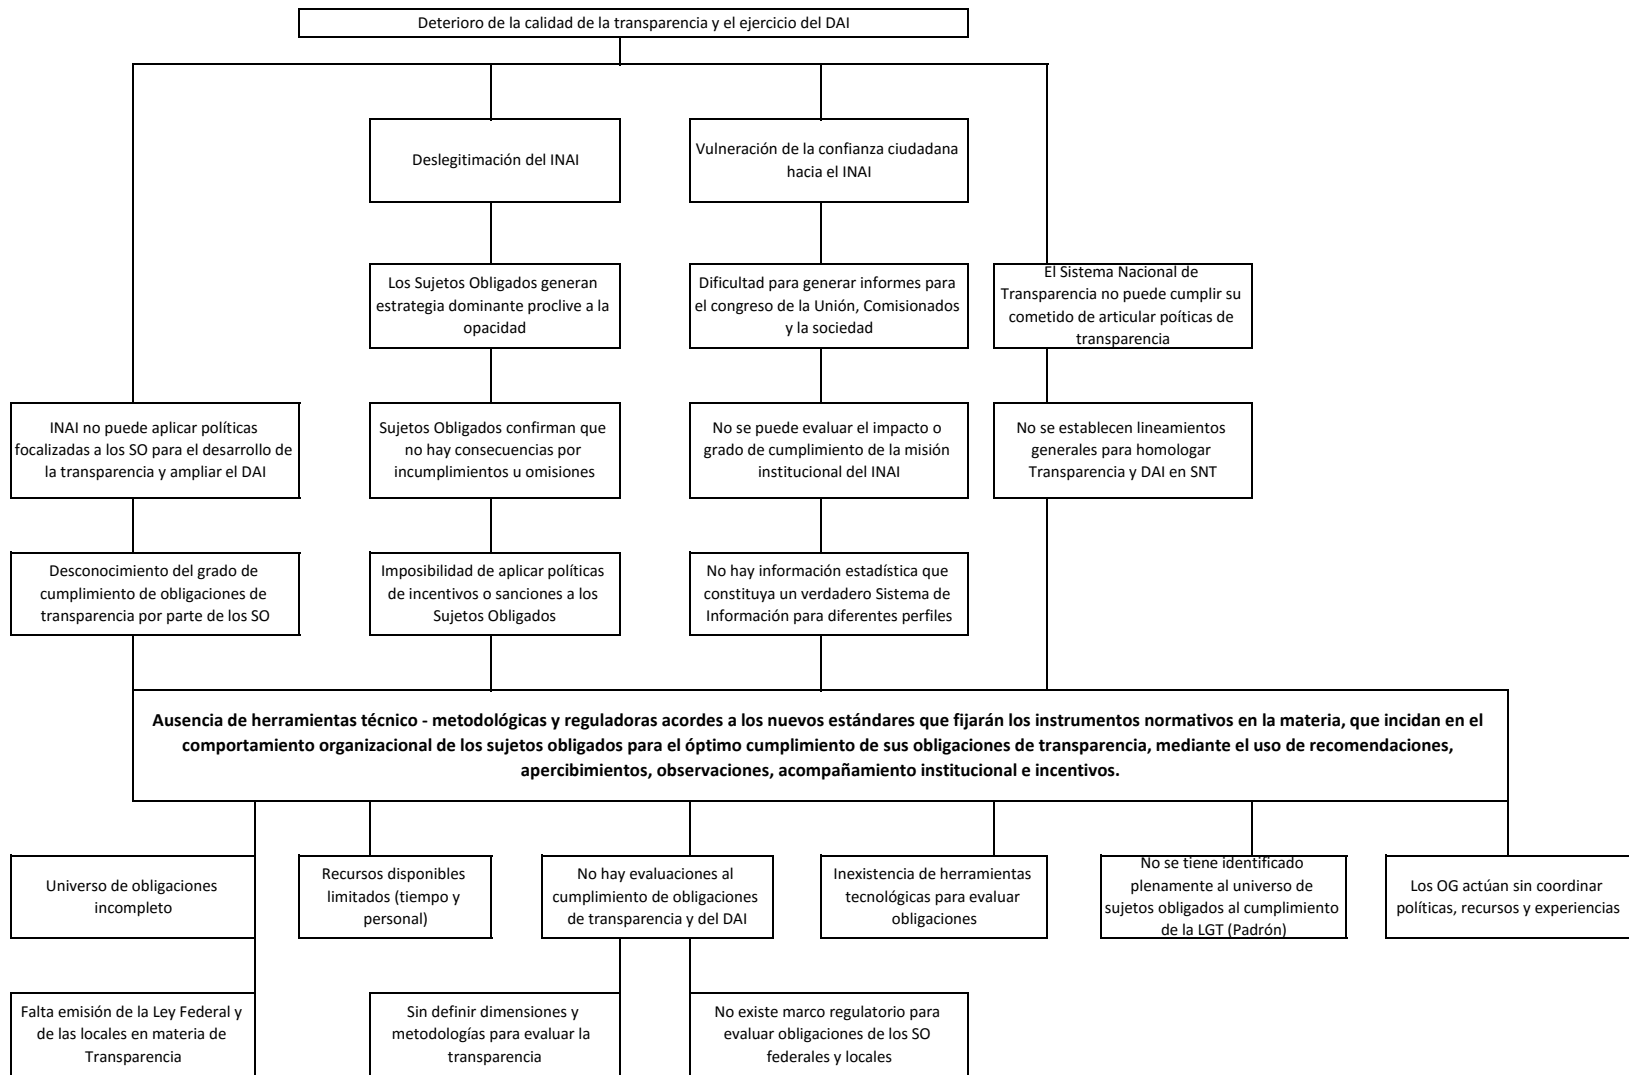 Deterioro de la calidad de la transparencia y el ejercicio del DAI
Deslegitimación del INAI
Vulneración de la confianza ciudadana
hacia el INAI
Los Sujetos Obligados generan
estrategia dominante proclive a la
opacidad
Dificultad para generar informes para
el congreso de la Unión, Comisionados
y la sociedad
El Sistema Nacional de
Transparencia no puede cumplir su
cometido de articular poíticas de
transparencia
INAI no puede aplicar políticas
focalizadas a los SO para el desarrollo de
la transparencia y ampliar el DAI
Sujetos Obligados confirman que
no hay consecuencias por
incumplimientos u omisiones
No se puede evaluar el impacto o
grado de cumplimiento de la misión
institucional del INAI
No se establecen lineamientos
generales para homologar
Transparencia y DAI en SNT
Desconocimiento del grado de
cumplimiento de obligaciones de
transparencia por parte de los SO
Imposibilidad de aplicar políticas
de incentivos o sanciones a los
Sujetos Obligados
No hay información estadística que
constituya un verdadero Sistema de
Información para diferentes perfiles
Ausencia de herramientas técnico - metodológicas y reguladoras acordes a los nuevos estándares que fijarán los instrumentos normativos en la materia, que incidan en el
comportamiento organizacional de los sujetos obligados para el óptimo cumplimiento de sus obligaciones de transparencia, mediante el uso de recomendaciones,
apercibimientos, observaciones, acompañamiento institucional e incentivos.
Universo de obligaciones
incompleto
Recursos disponibles
limitados (tiempo y
personal)
No hay evaluaciones al
cumplimiento de obligaciones
de transparencia y del DAI
Inexistencia de herramientas
tecnológicas para evaluar
obligaciones
No se tiene identificado
plenamente al universo de
sujetos obligados al cumplimiento
de la LGT (Padrón)
Los OG actúan sin coordinar
políticas, recursos y experiencias
Falta emisión de la Ley Federal y
de las locales en materia de
Transparencia
Sin definir dimensiones y
metodologías para evaluar la
transparencia
No existe marco regulatorio para
evaluar obligaciones de los SO
federales y locales